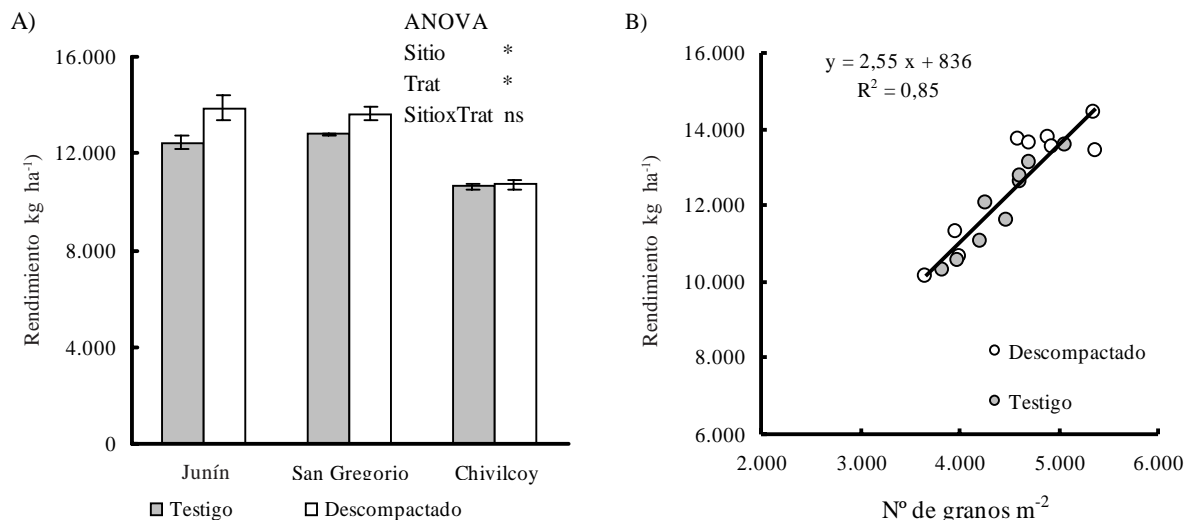 A)
ANOVA
Sitio *
Trat *
SitioxTrat ns
Rendimiento kg ha-1)
16.000
12.000
8.000
4.000
0
Junín San Gregorio Chivilcoy
Testigo Descompactado
B)
y = 2,55 x + 836
R2 = 0,85
Rendimiento kg ha-1)
16.000
14.000
12.000
10.000
8.000
6.000
Descompactado
Testigo
2.000 3.000 4.000 5.000 6.000
Nº de granos m-2